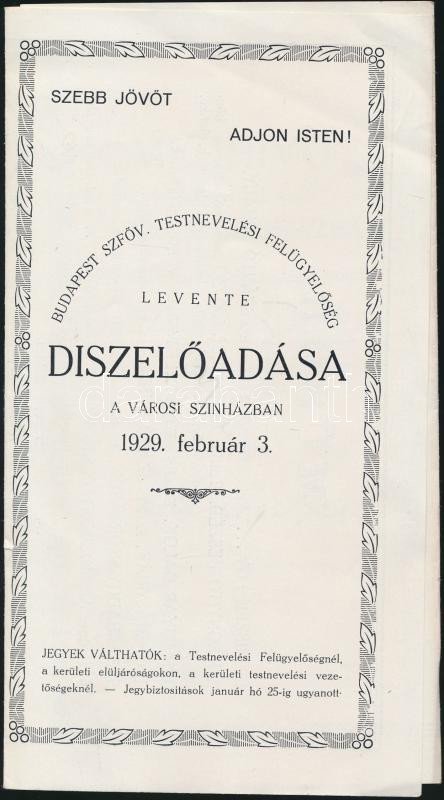 SZEBB JÖVŐT
ADJON ISTEN!
BUDAPEST SZFŐV. TESTNEVELÉSI FELÜGYELŐSÉG
LEVENTE
DISZELŐADÁSA
A VÁROSI SZINHÁZBAN
1929. február 3.
JEGYEK VÁLTHATÓK: a Testnevelési Felügyelőségnél,
a kerületi elüljáróságokon, a kerületi testnevelési veze-
tőségeknél. — Jegybiztositások január hó 25-ig ugyanott·